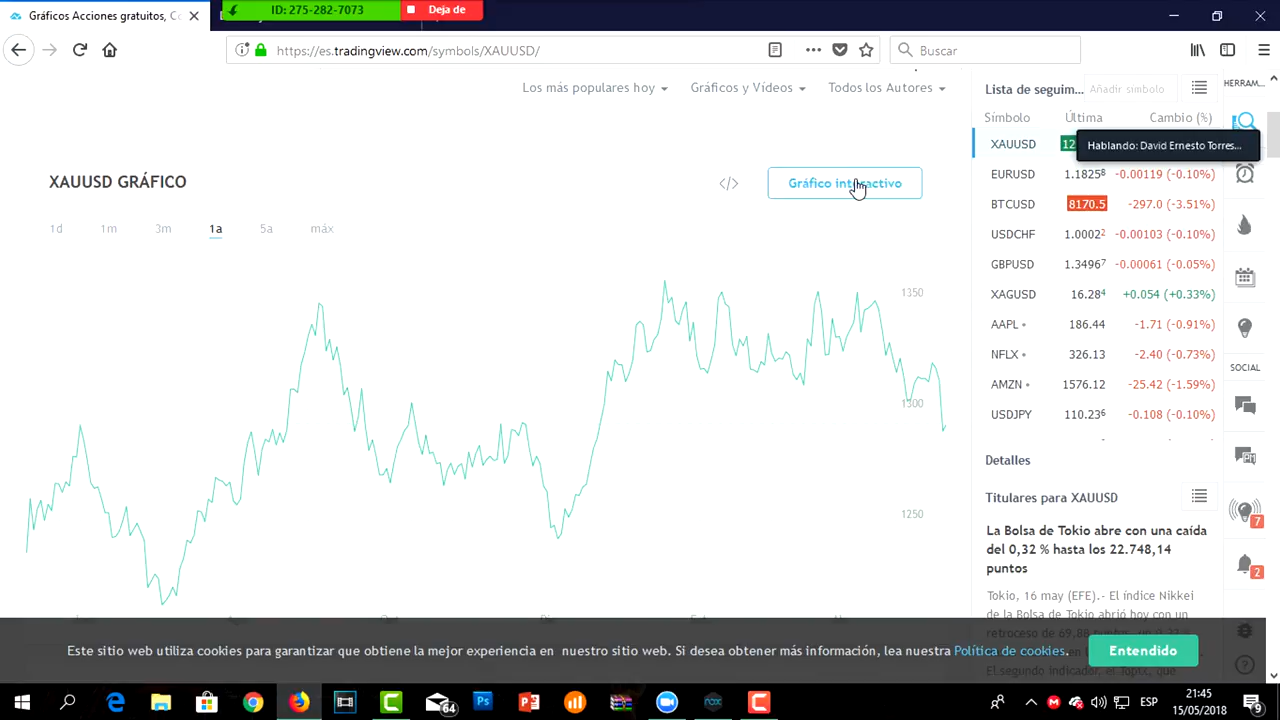 Gráficos Acciones gratuitos, C
ID: 275-282-7073
Deja de
https://es.tradingview.com/symbols/XAUUSD/
Buscar
Los más populares hoy
Gráficos y Vídeos
Todos los Autores
Lista de seguim...
Añadir símbolo
HERRAM...
Símbolo Última Cambio (%)
XAUUSD 12
Hablando: David Ernesto Torres...
EURUSD 1.18258 -0.00119 (-0.10%)
BTCUSD 8170.5 -297.0 (-3.51%)
USDCHF 1.00022 -0.00103 (-0.10%)
GBPUSD 1.34967 -0.00061 (-0.05%)
XAGUSD 16.284 +0.054 (+0.33%)
AAPL 186.44 -1.71 (-0.91%)
NFLX 326.13 -2.40 (-0.73%)
AMZN 1576.12 -25.42 (-1.59%)
USDJPY 110.236 -0.108 (-0.10%)
SOCIAL
XAUUSD GRÁFICO
</>
Gráfico interactivo
1d 1m 3m 1a 5a máx
1350
1300
1250
Detalles
Titulares para XAUUSD
La Bolsa de Tokio abre con una caída
del 0,32 % hasta los 22.748,14
puntos
Tokio, 16 may (EFE).- El índice Nikkei
de la Bolsa de Tokio abrió hoy con un
7
2
Este sitio web utiliza cookies para garantizar que obtiene la mejor experiencia en nuestro sitio web. Si desea obtener más información, lea nuestra Política de cookies.
Entendido
64
ESP
21:45
15/05/2018
9